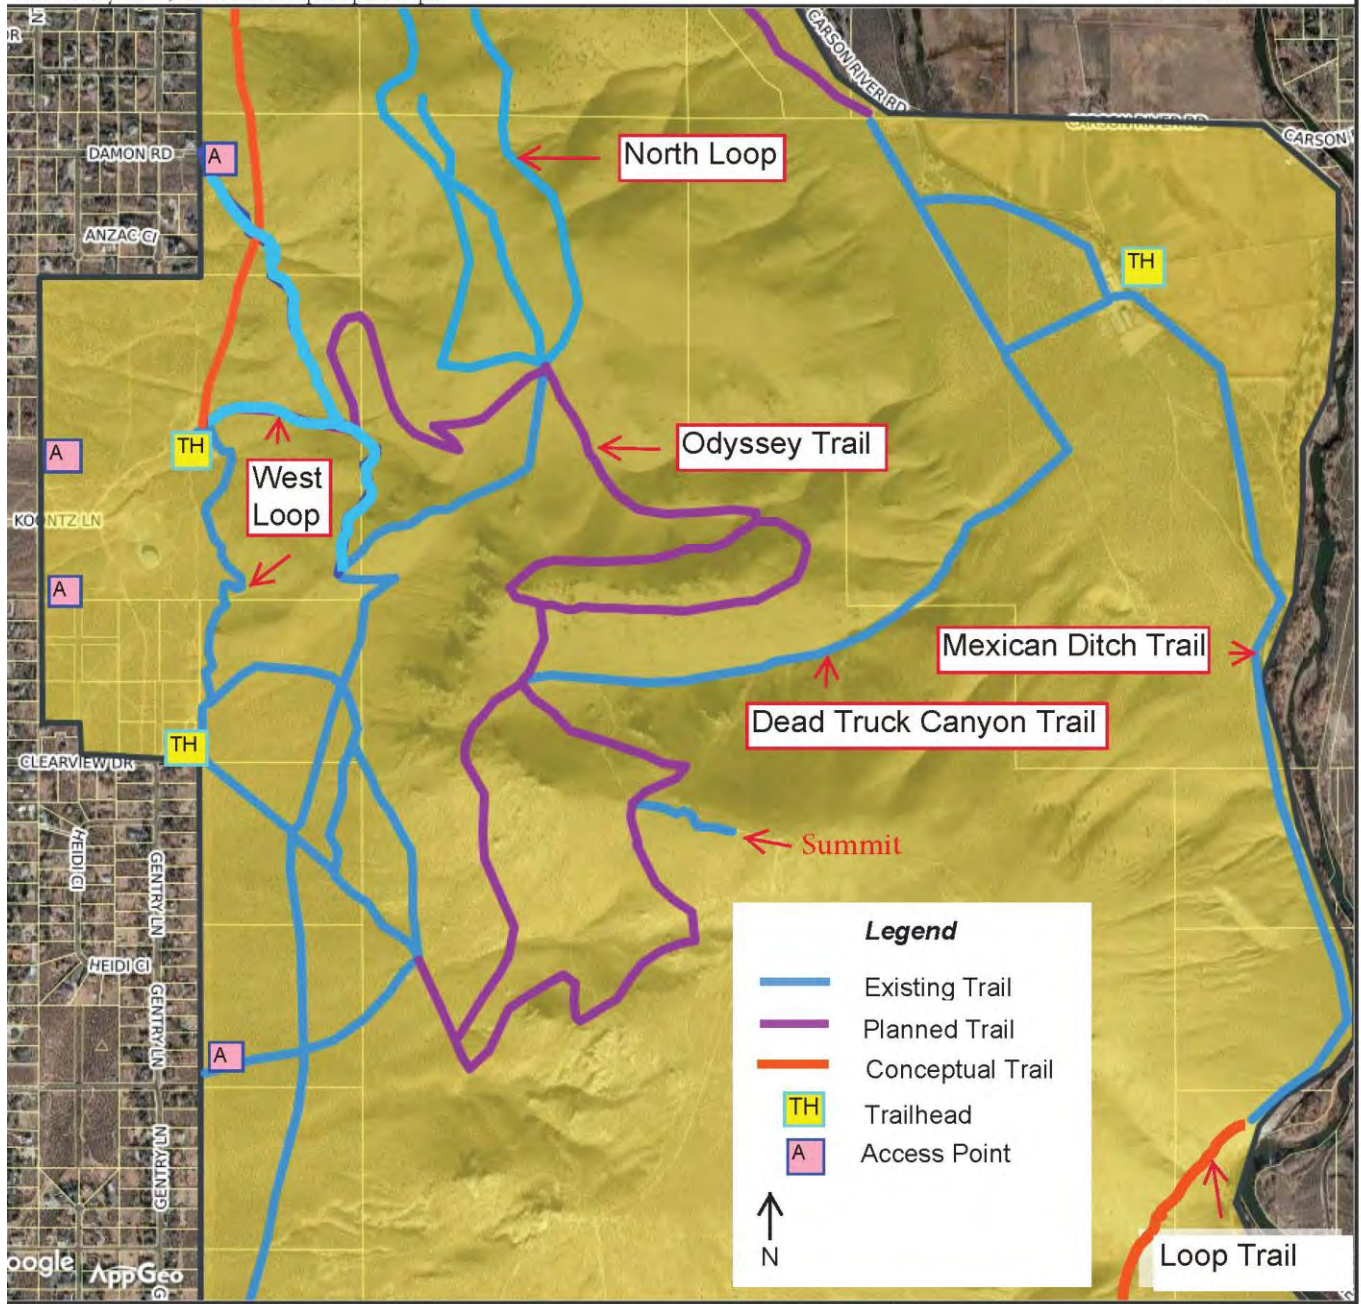 Z
DR
CARSON RIVER RD
CARSON RIVER RD
DAMON RD
A
North Loop
ANZAC CI
TH
TH
A
West
Loop
Odyssey Trail
KOONTZ LN
A
Mexican Ditch Trail
Dead Truck Canyon Trail
TH
CLEARVIEW DR
HEIDI CI
GENTRY LN
Summit
HEIDI CI
GENTRY LN
A
GENTRY LN
Legend
Existing Trail
Planned Trail
Conceptual Trail
TH
Trailhead
A
Access Point
N
Loop Trail
oogle
AppGeo
G